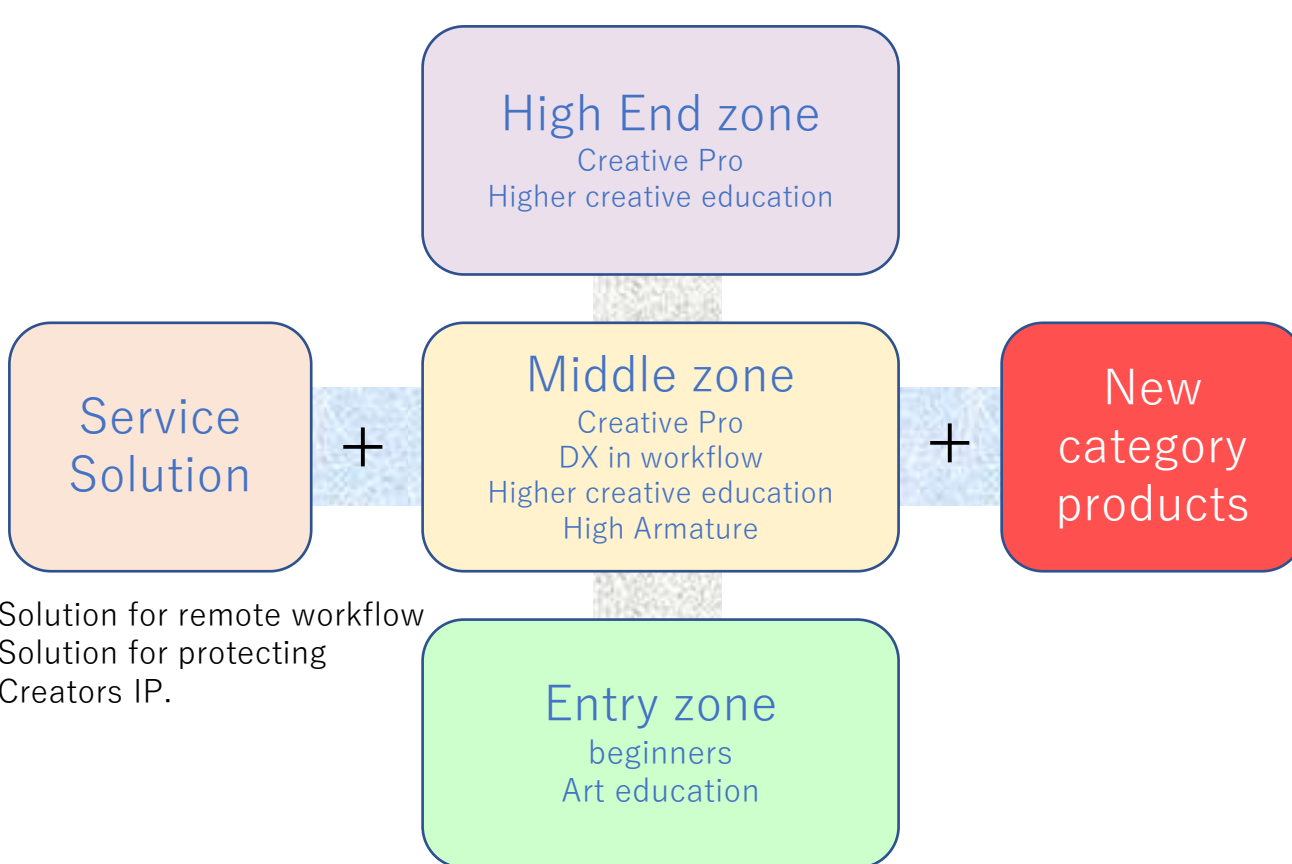 High End zone
Creative Pro
Higher creative education
Service
Solution
+
Middle zone
Creative Pro
DX in workflow
Higher creative education
High Armature
+
New
category
products
Solution for remote workflow
Solution for protecting
Creators IP.
Entry zone
beginners
Art education